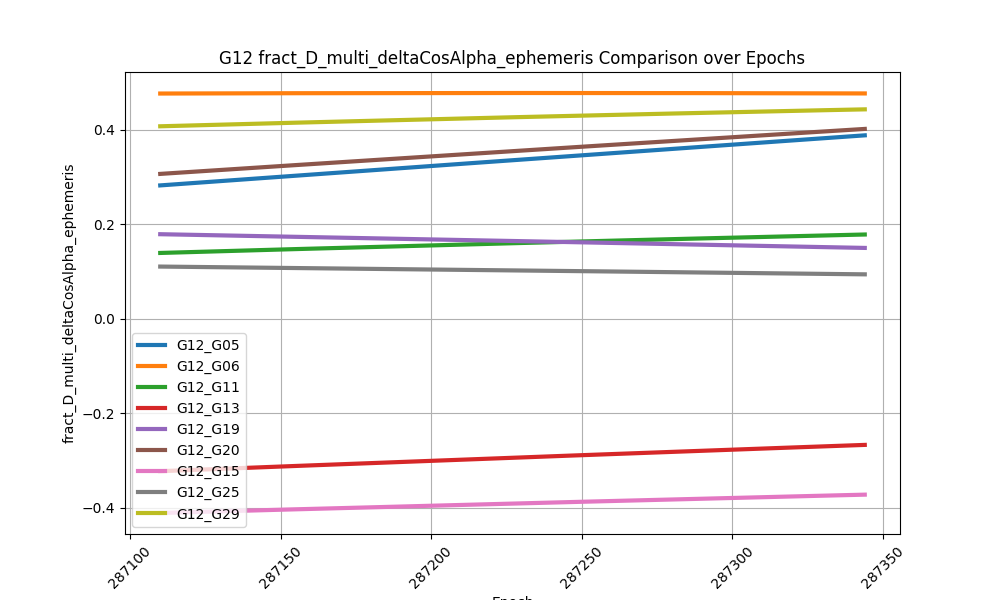 G12 fract_D_multi_deltaCosAlpha_ephemeris Comparison over Epochs
fract_D_multi_deltaCosAlpha_ephemeris
0.4
0.2
0.0
−0.2
−0.4
G12_G05
G12_G06
G12_G11
G12_G13
G12_G19
G12_G20
G12_G15
G12_G25
G12_G29
287100
287150
287200
287250
287300
287350
Epoch